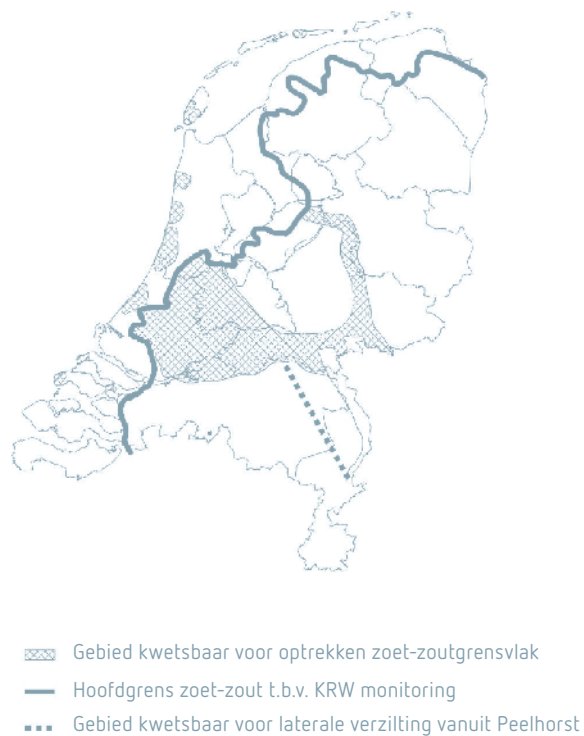 Gebied kwetsbaar voor optrekken zoet-zoutgrensvlak
Hoofdgrens zoet-zout t.b.v. KRW monitoring
Gebied kwetsbaar voor laterale verzilting vanuit Peelhorst